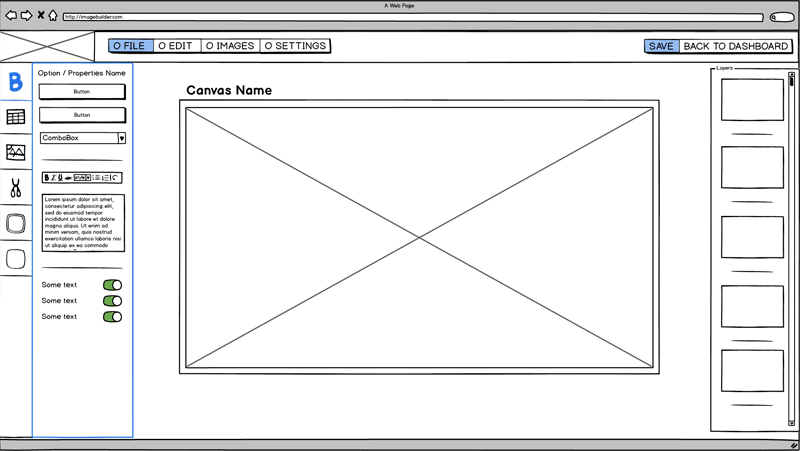 A Web Page
http://imagebuilder.com
O FILE O EDIT O IMAGES O SETTINGS
SAVE BACK TO DASHBOARD
B
Option / Properties Name
Button
Button
ComboBox
B I U abc
Lorem ipsum dolor sit amet,
consectetur adipisicing elit,
sed do eiusmod tempor
incididunt ut labore et dolore
magna aliqua. Ut enim ad
minim veniam, quis nostrud
exercitation ullamco laboris nisi
ut aliquip ex ea commodo
Some text
Some text
Some text
Canvas Name
Layers